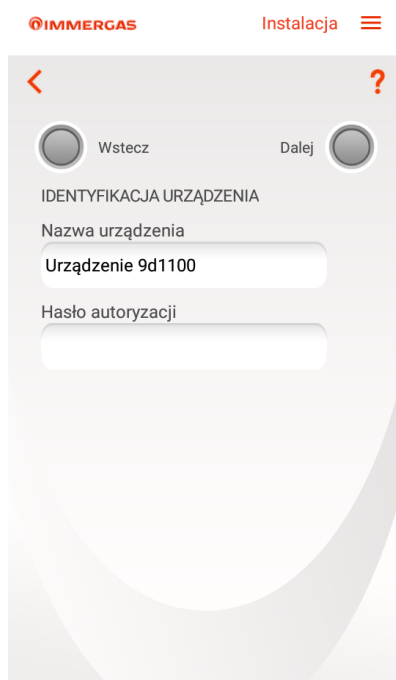 IMMERGAS
Instalacja
?
Wstecz
Dalej
IDENTYFIKACJA URZĄDZENIA
Nazwa urządzenia
Urządzenie 9d1100
Hasło autoryzacji